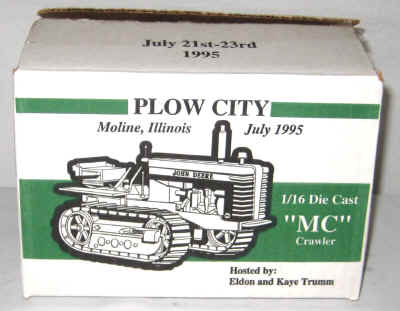 July 21st-23rd
1995
PLOW CITY
Moline, Illinois July 1995
JOHN DEERE
1/16 Die Cast
"MC"
Crawler
Hosted by:
Eldon and Kaye Trumm